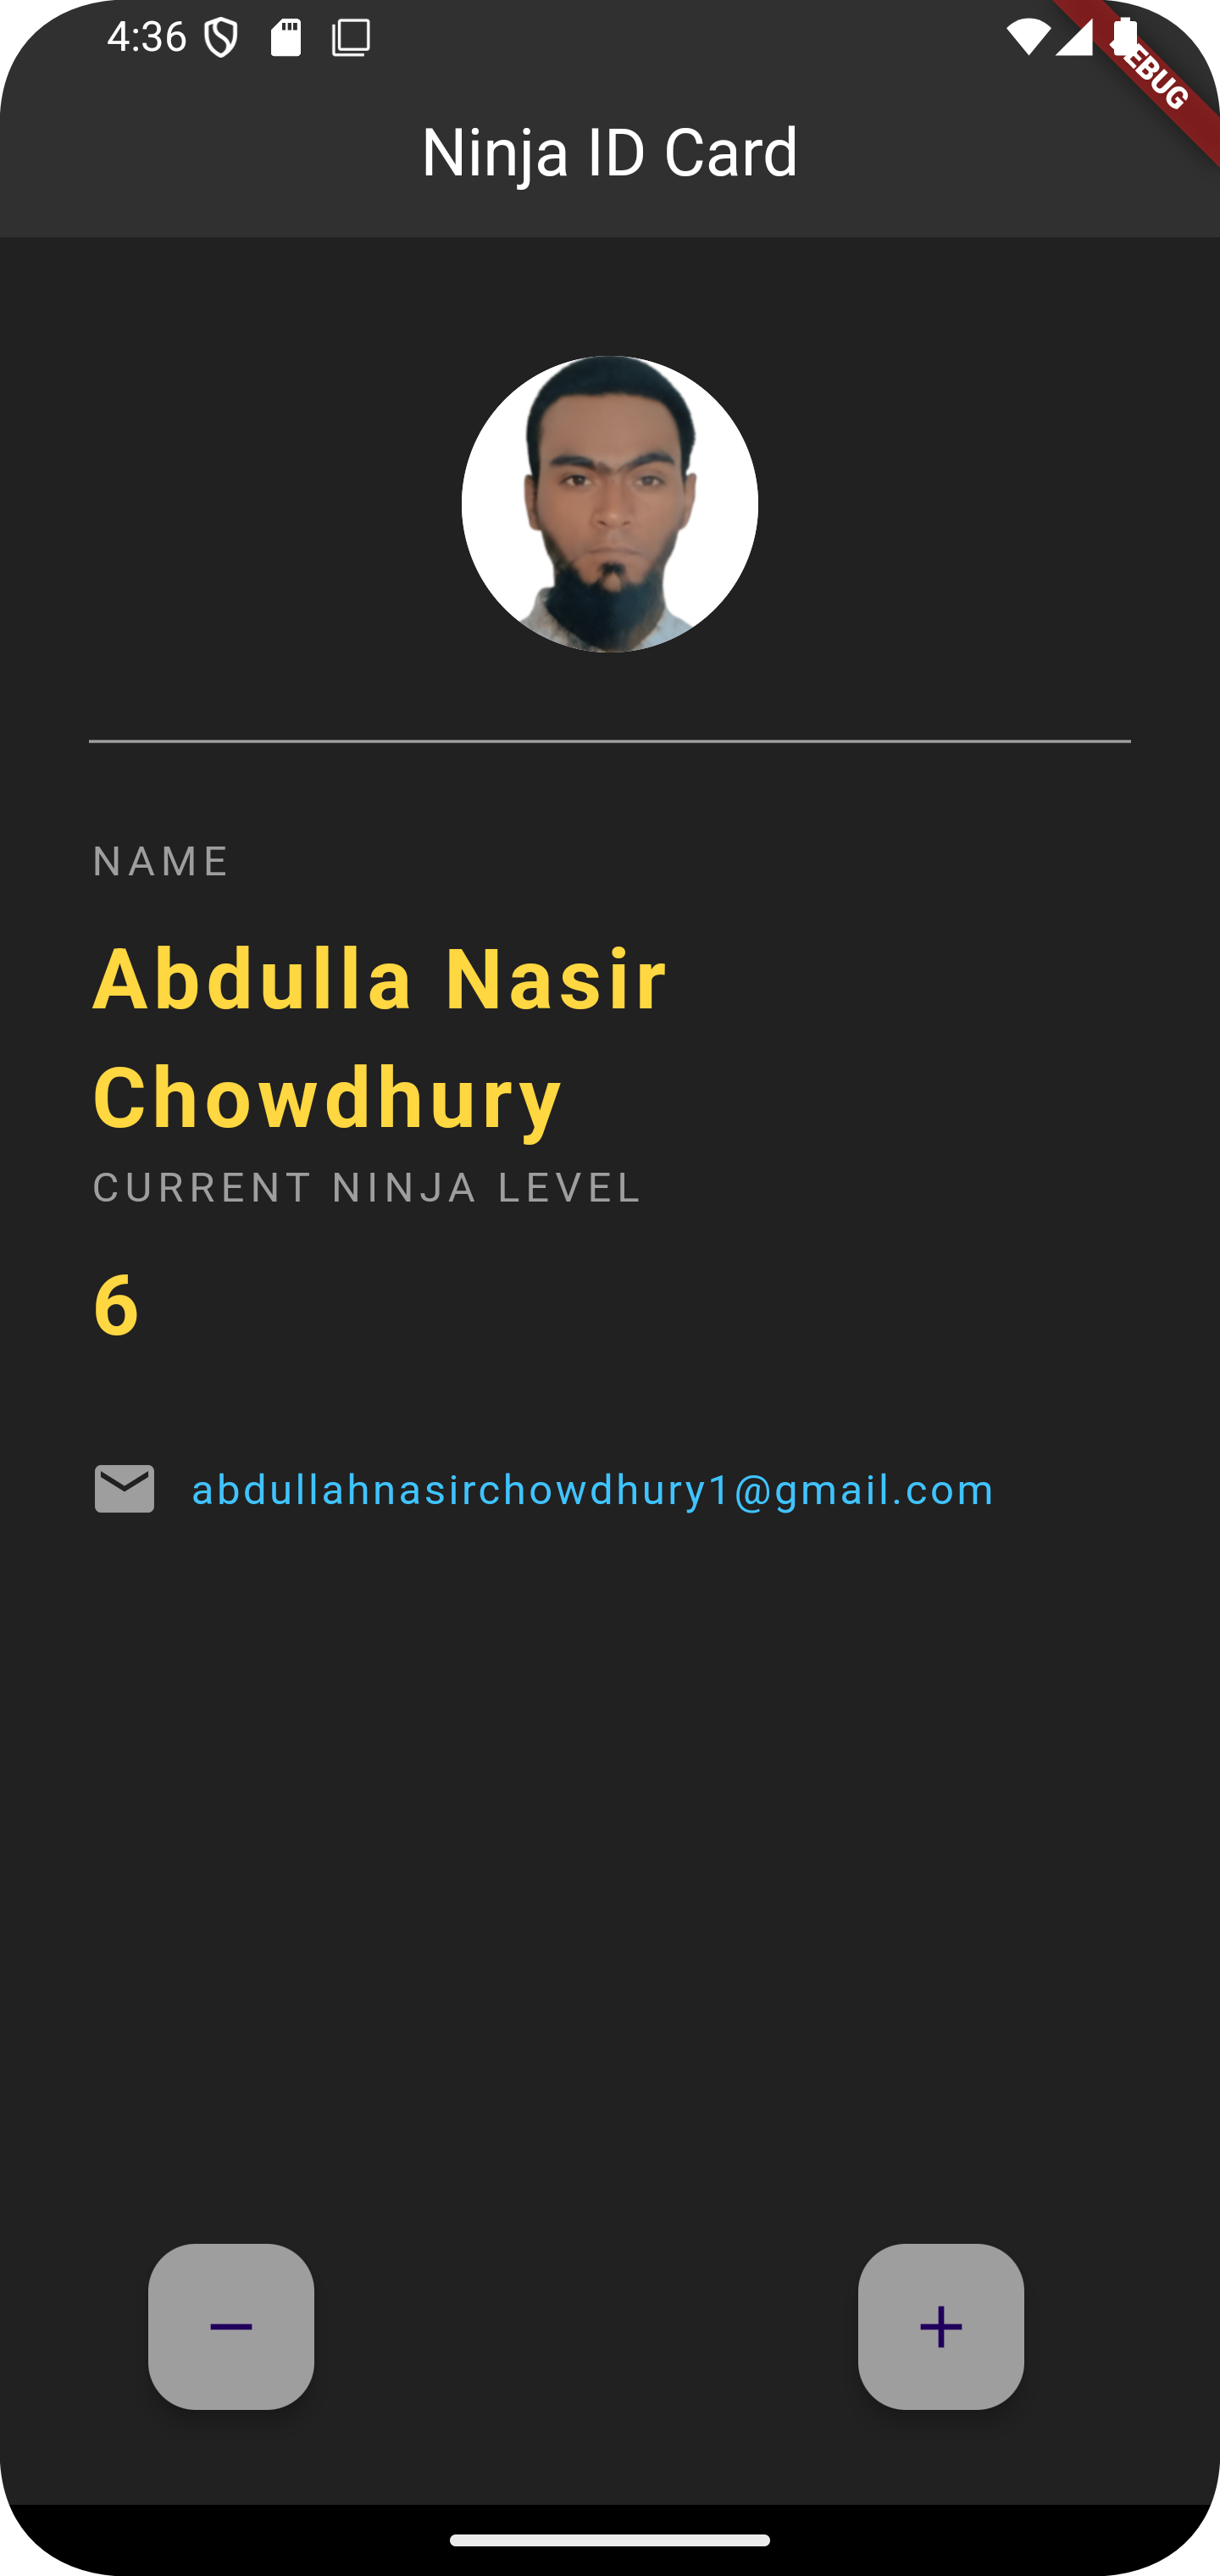 4:36
DEBUG
Ninja ID Card
NAME
Abdulla Nasir
Chowdhury
CURRENT NINJA LEVEL
6
abdullahnasirchowdhury1@gmail.com